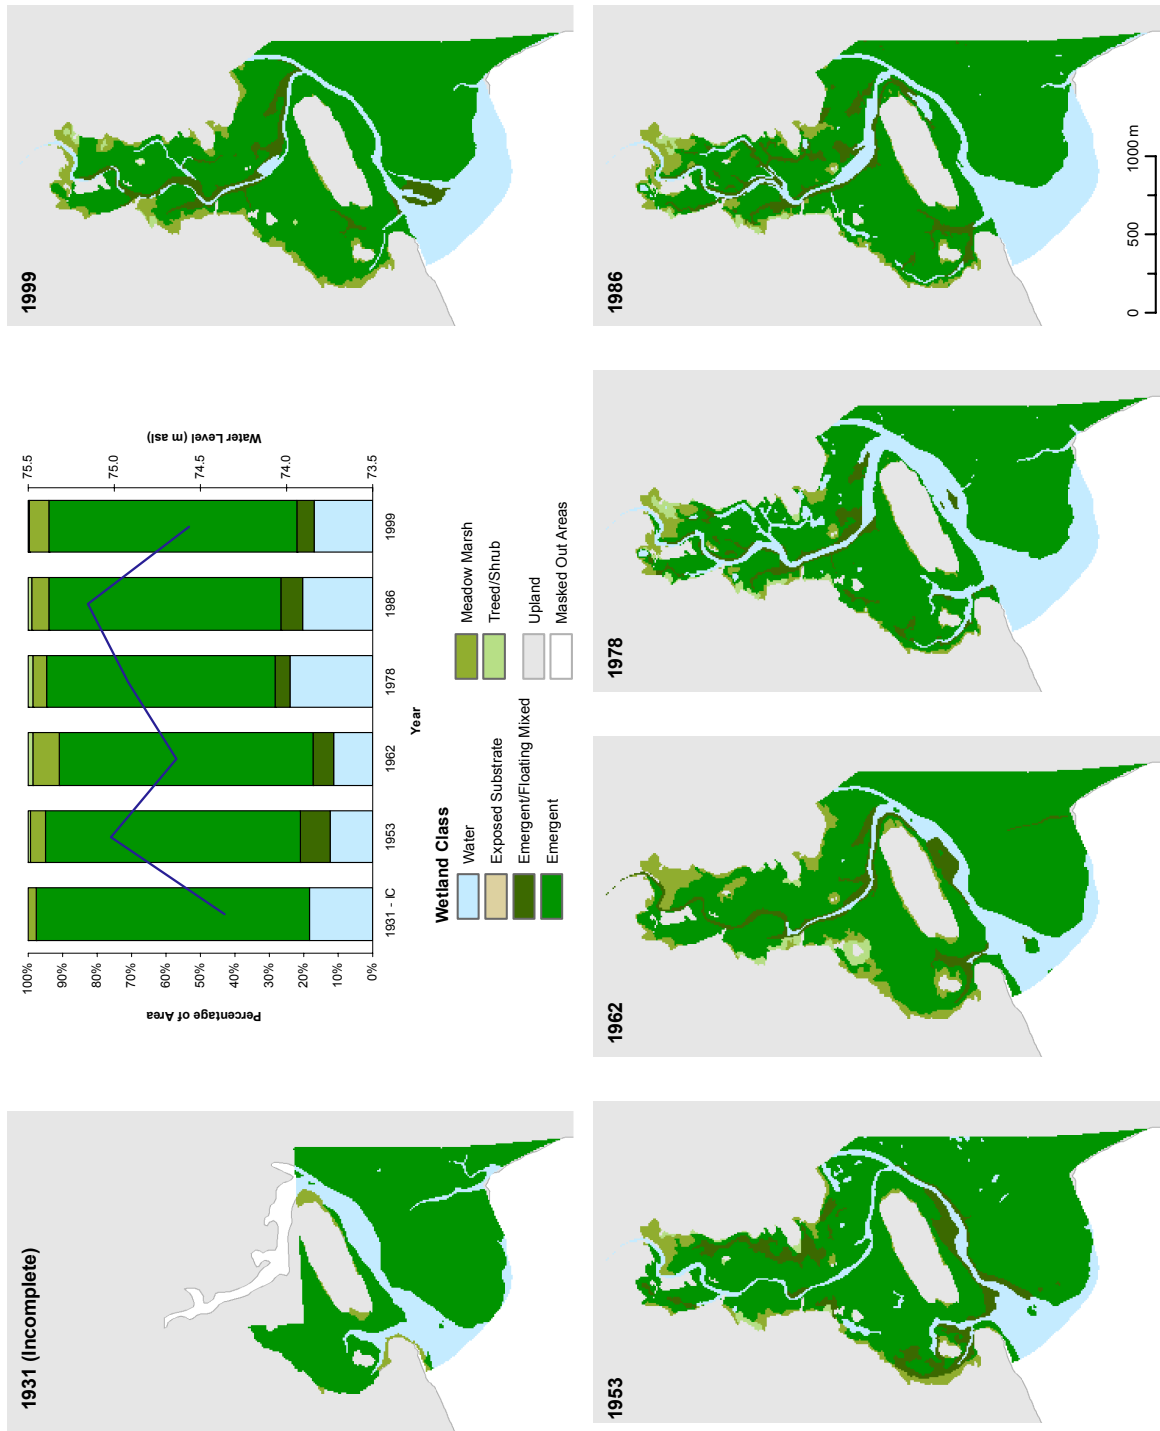 1931 (Incomplete)
Percentage of Area
100%
90%
80%
70%
60%
50%
40%
30%
20%
10%
0%
1931 - IC
1953
1962
1978
1986
1999
Year
75.5
75.0
74.5
74.0
73.5
Water Level (m asl)
Wetland Class
Water
Exposed Substrate
Emergent/Floating Mixed
Emergent
Meadow Marsh
Treed/Shrub
Upland
Masked Out Areas
1999
1953
1962
1978
1986
0 500 1000 m